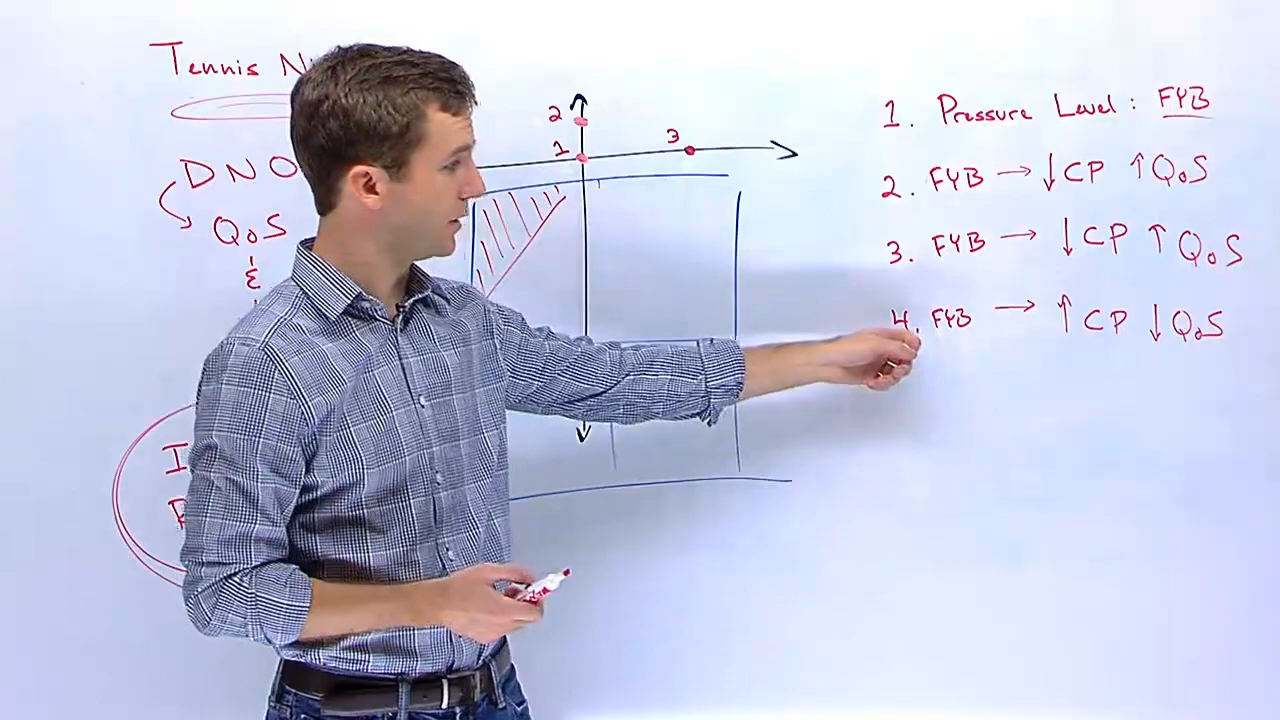 Tennis
DNO
QoS
&
I
2
1
3
1. Pressure Level: FYB
2. FYB → ↓CP ↑QoS
3. FYB → ↓CP ↑QoS
4. FYB → ↑CP ↓QoS